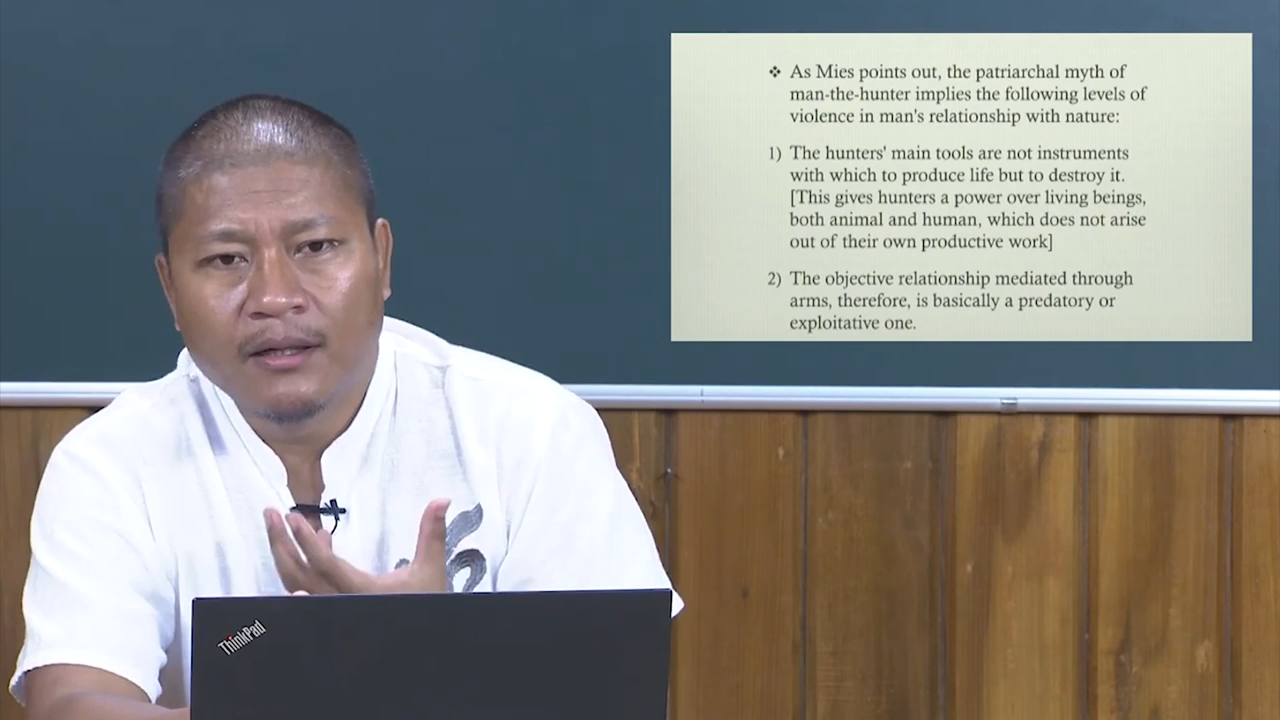 ❖ As Mies points out, the patriarchal myth of
man-the-hunter implies the following levels of
violence in man's relationship with nature:
1) The hunters' main tools are not instruments
with which to produce life but to destroy it.
[This gives hunters a power over living beings,
both animal and human, which does not arise
out of their own productive work]
2) The objective relationship mediated through
arms, therefore, is basically a predatory or
exploitative one.
ThinkPad